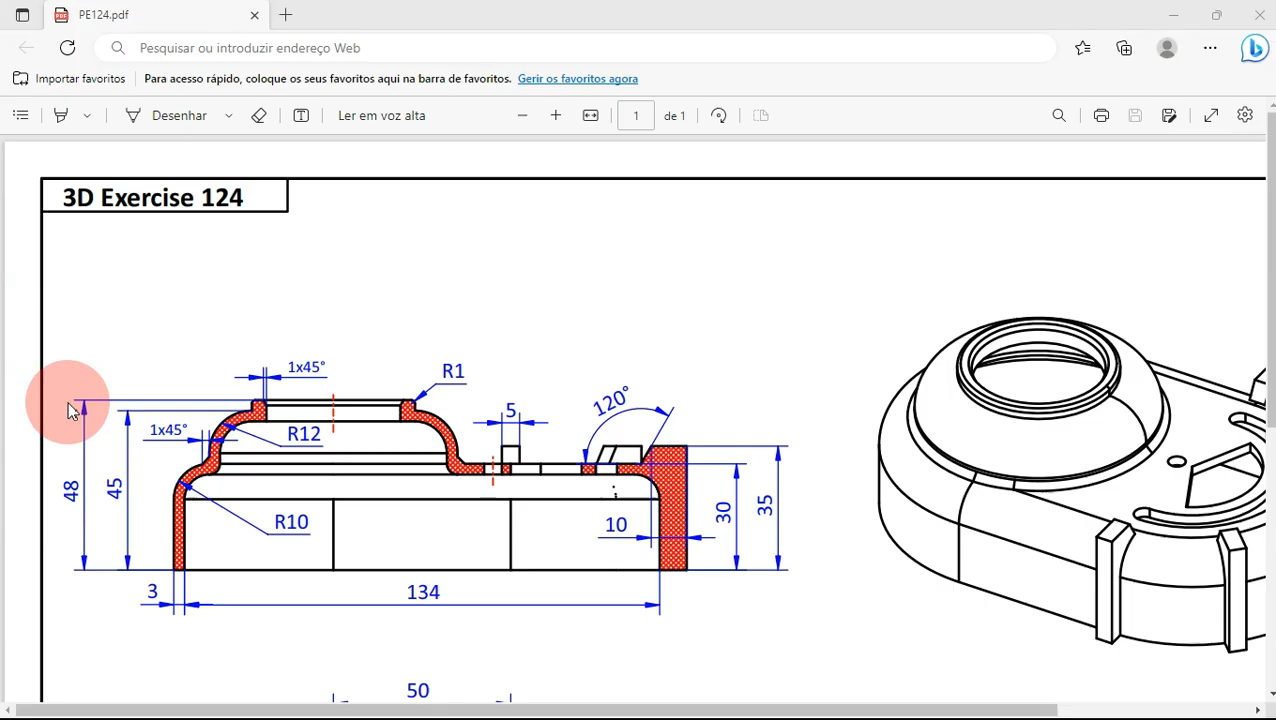 PE124.pdf
Pesquisar ou introduzir endereço Web
Importar favoritos
Para acesso rápido, coloque os seus favoritos aqui na barra de favoritos. Gerir os favoritos agora
Desenhar
Ler em voz alta
1 de 1
3D Exercise 124
1x45°
R1
120°
5
1x45°
R12
48
45
R10
10
30
35
3
134
50